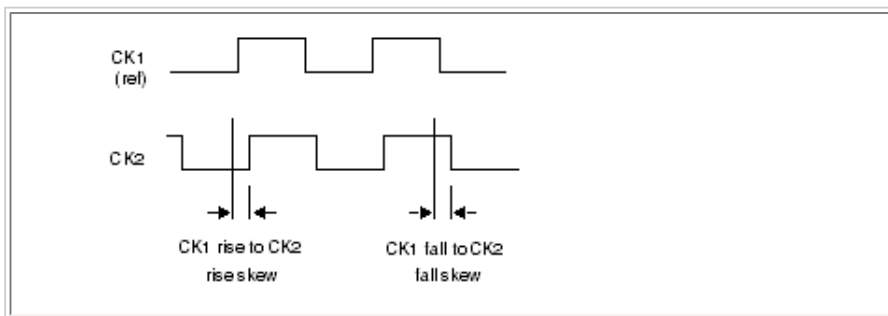 CK1
(ref)
CK2
CK1 rise to CK2
rise skew
CK1 fall to CK2
fall skew